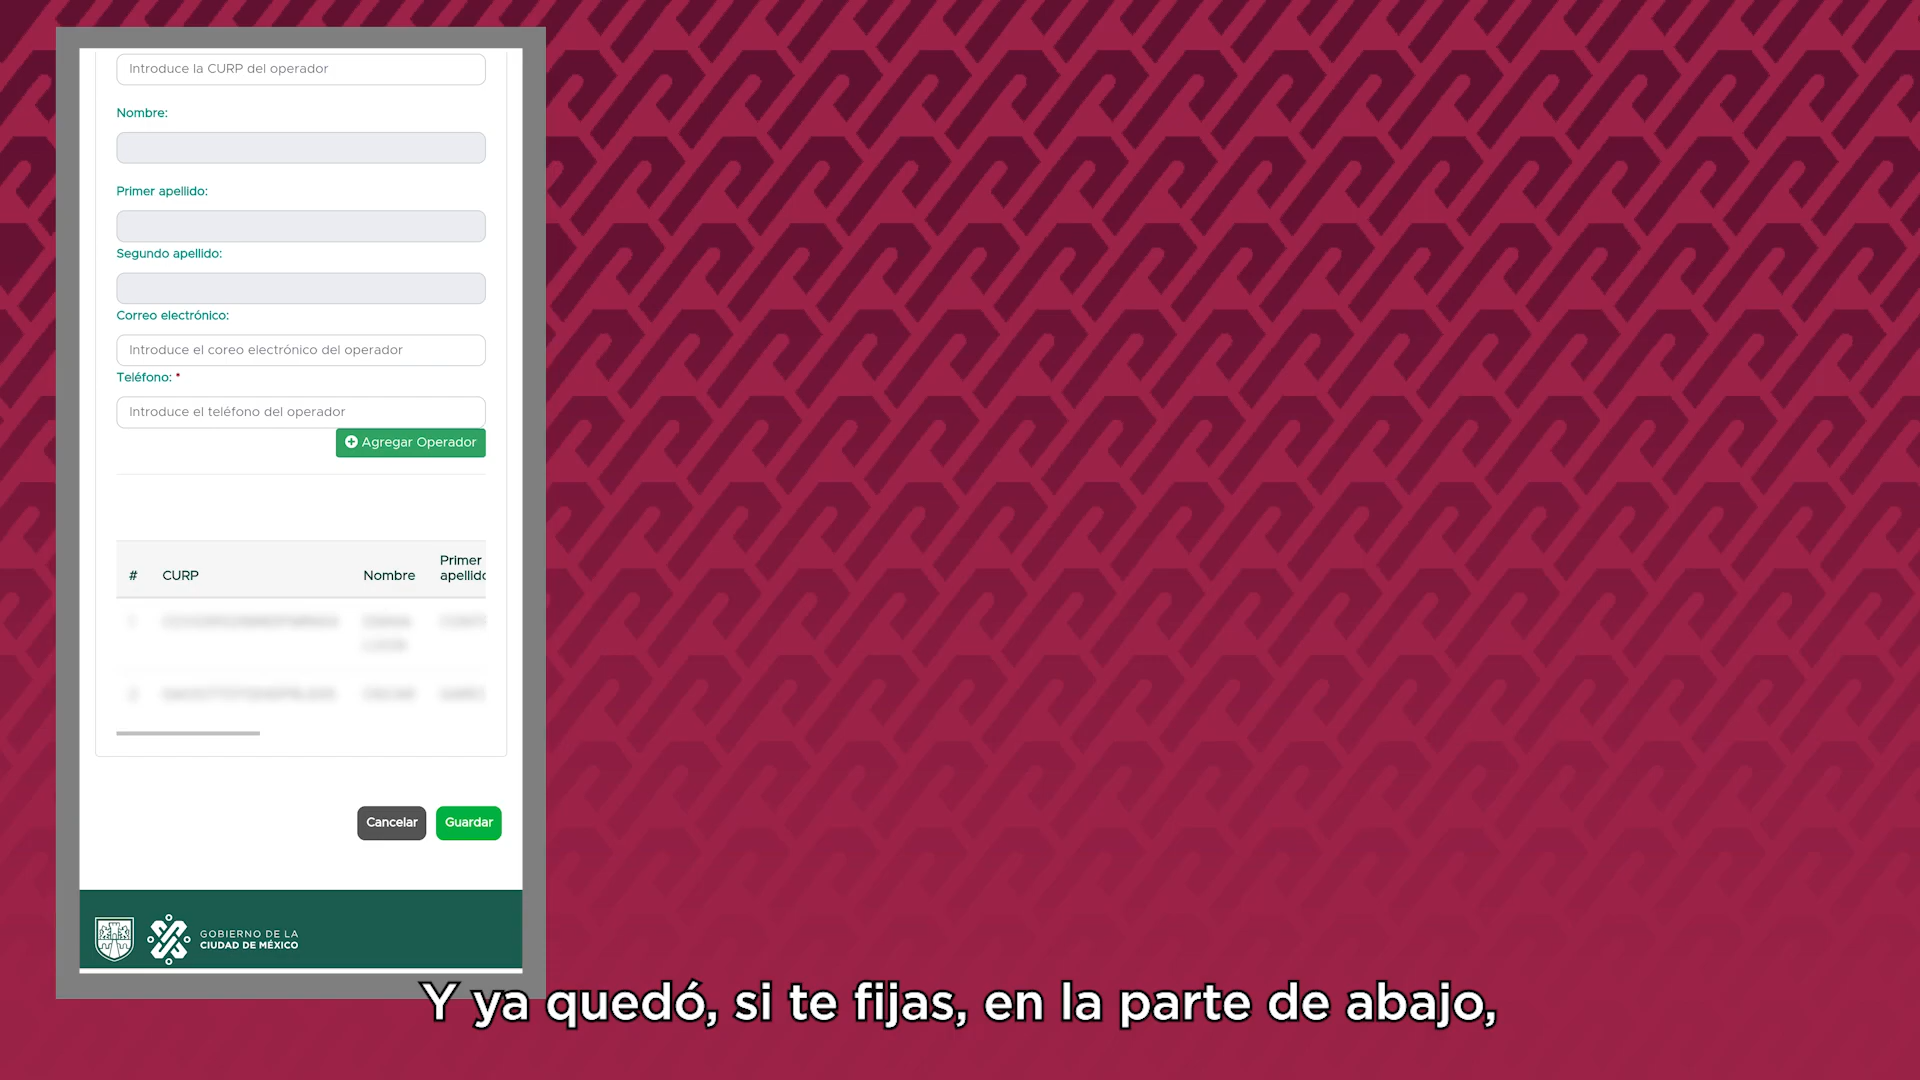 Introduce la CURP del operador
Nombre:
Primer apellido:
Segundo apellido:
Correo electrónico:
Introduce el coreo electrónico del operador
Teléfono: *
Introduce el teléfono del operador
Agregar Operador
# CURP Nombre Primer apellido
Cancelar Guardar
GOBIERNO DE LA
CIUDAD DE MÉXICO
Y ya quedó, si te fijas, en la parte de abajo,